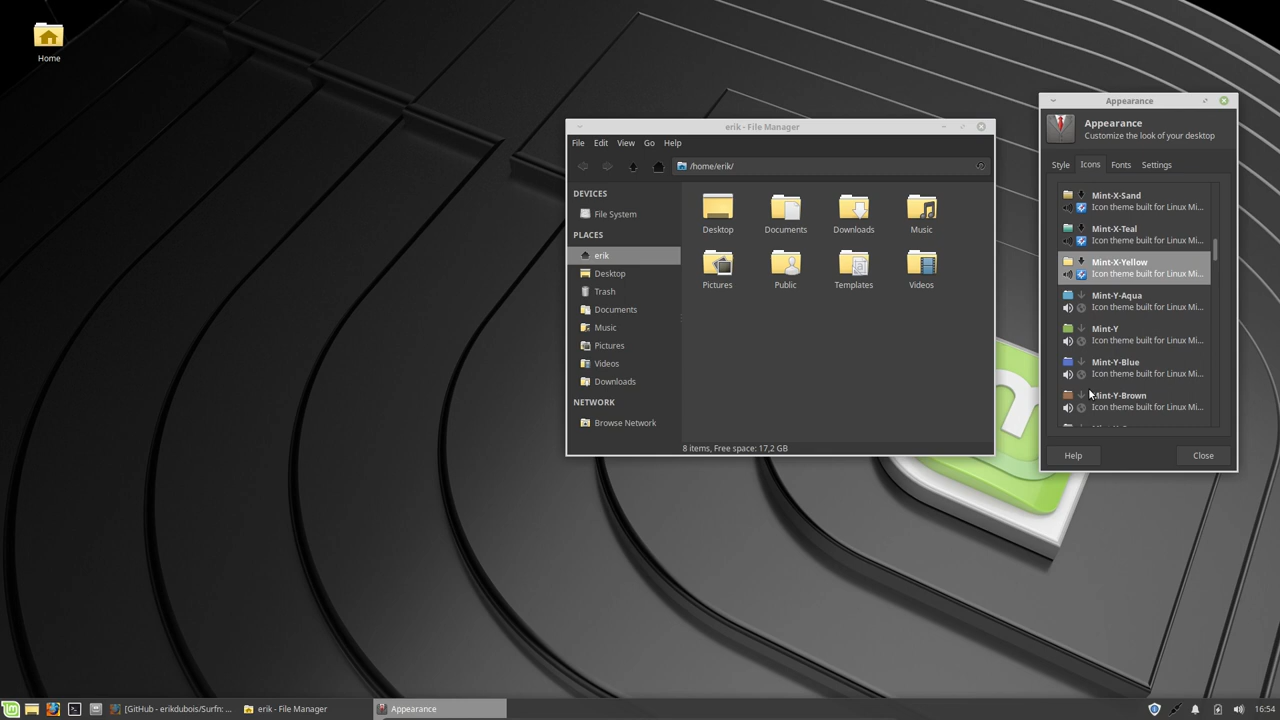 Home
erik - File Manager
File Edit View Go Help
/home/erik/
DEVICES
File System
PLACES
erik
Desktop
Trash
Documents
Music
Pictures
Videos
Downloads
NETWORK
Browse Network
Desktop Documents Downloads Music
Pictures Public Templates Videos
8 items, Free space: 17,2 GB
Appearance
Appearance
Customize the look of your desktop
Style Icons Fonts Settings
Mint-X-Sand
Icon theme built for Linux Mi...
Mint-X-Teal
Icon theme built for Linux Mi...
Mint-X-Yellow
Icon theme built for Linux Mi...
Mint-Y-Aqua
Icon theme built for Linux Mi...
Mint-Y
Icon theme built for Linux Mi...
Mint-Y-Blue
Icon theme built for Linux Mi...
Mint-Y-Brown
Icon theme built for Linux Mi...
Help Close
[GitHub - erikdubois/Surfn: ... erik - File Manager Appearance 16:54